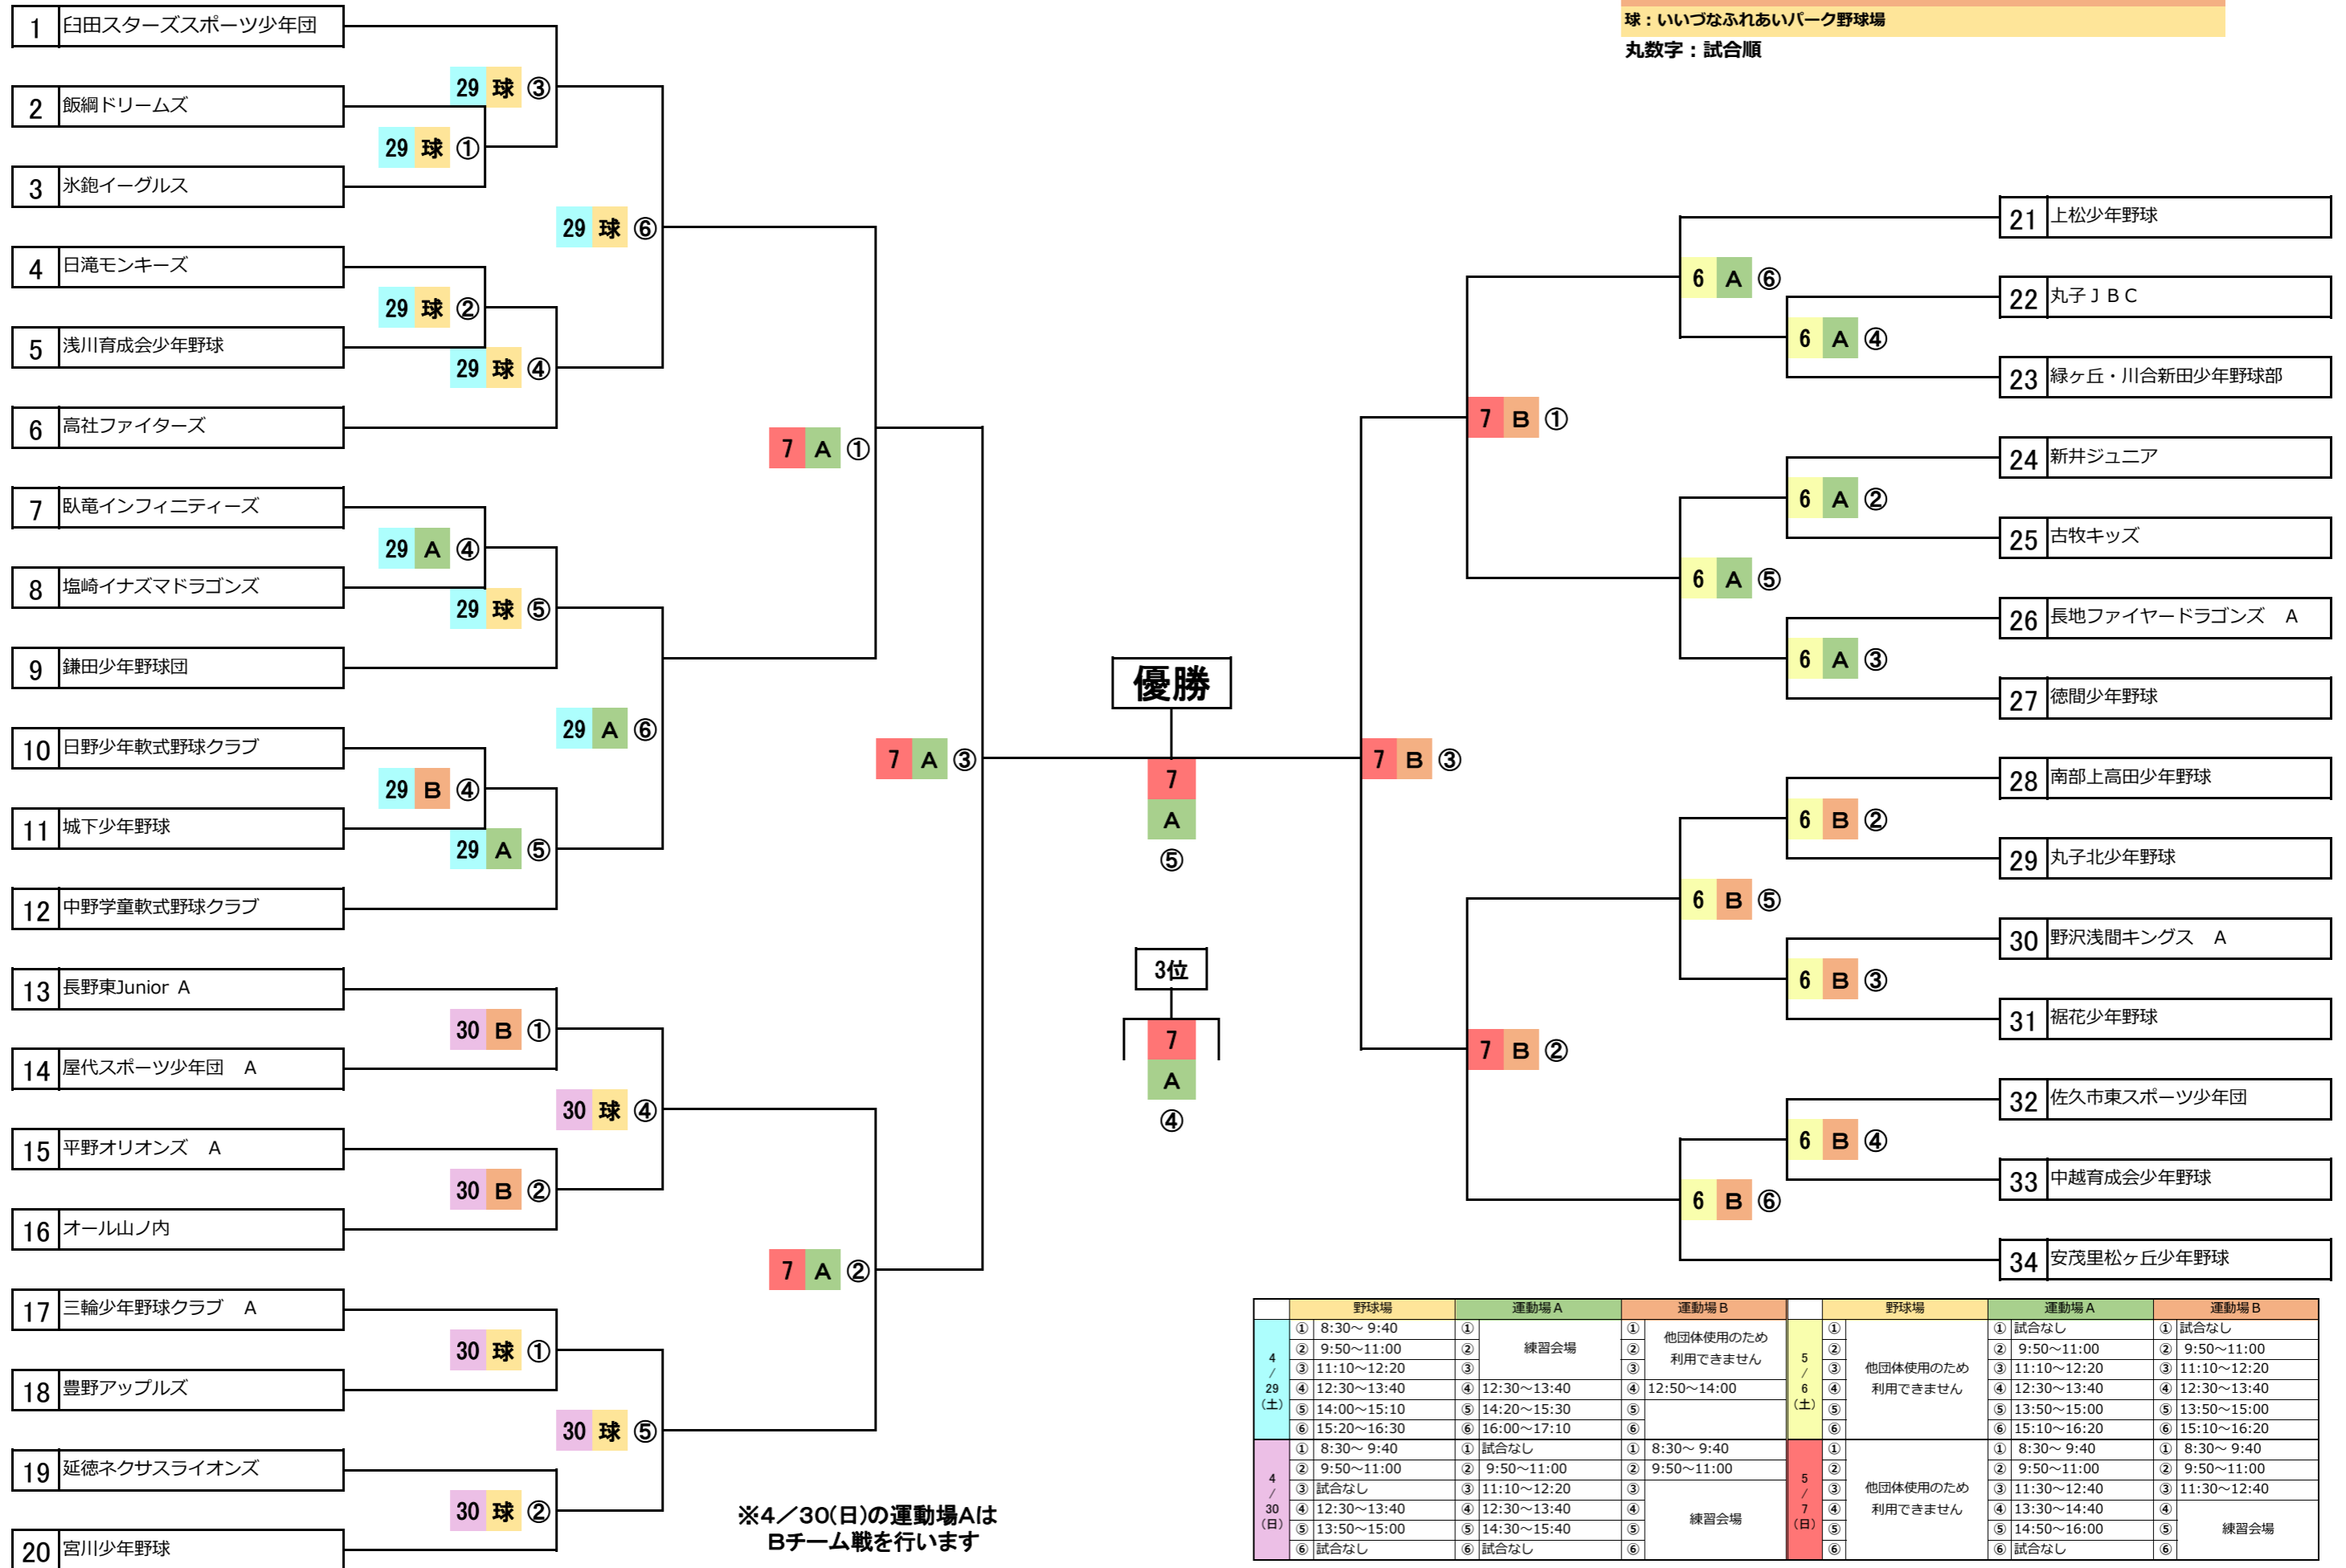 球：いいづなふれあいパーク野球場
丸数字：試合順
1 臼田スターズスポーツ少年団
29 球 ③
2 飯綱ドリームズ
29 球 ①
3 氷鉋イーグルス
29 球 ⑥
4 日滝モンキーズ
29 球 ②
5 浅川育成会少年野球
29 球 ④
6 高社ファイターズ
7 A ①
7 臥竜インフィニティーズ
29 A ④
8 塩崎イナズマドラゴンズ
29 球 ⑤
9 鎌田少年野球団
29 A ⑥
10 日野少年軟式野球クラブ
29 B ④
11 城下少年野球
29 A ⑤
12 中野学童軟式野球クラブ
7 A ③
13 長野東Junior A
30 B ①
14 屋代スポーツ少年団　A
30 球 ④
15 平野オリオンズ　A
30 B ②
16 オール山ノ内
7 A ②
17 三輪少年野球クラブ　A
30 球 ①
18 豊野アップルズ
30 球 ⑤
19 延徳ネクサスライオンズ
30 球 ②
20 宮川少年野球
優勝
7
A
⑤
3位
7
A
④
21 上松少年野球
6 A ⑥
22 丸子ＪＢＣ
6 A ④
23 緑ヶ丘・川合新田少年野球部
7 B ①
24 新井ジュニア
6 A ②
25 古牧キッズ
6 A ⑤
26 長地ファイヤードラゴンズ　A
6 A ③
27 徳間少年野球
7 B ③
28 南部上高田少年野球
6 B ②
29 丸子北少年野球
6 B ⑤
30 野沢浅間キングス　A
6 B ③
31 裾花少年野球
7 B ②
32 佐久市東スポーツ少年団
6 B ④
33 中越育成会少年野球
6 B ⑥
34 安茂里松ヶ丘少年野球
※4／30(日)の運動場Aは
Bチーム戦を行います
野球場 運動場Ａ 運動場Ｂ
4/29（土）
① 8:30～ 9:40 ① ①
② 9:50～11:00 ② 練習会場 ② 他団体使用のため利用できません
③ 11:10～12:20 ③ ③
④ 12:30～13:40 ④ 12:30～13:40 ④ 12:50～14:00
⑤ 14:00～15:10 ⑤ 14:20～15:30 ⑤
⑥ 15:20～16:30 ⑥ 16:00～17:10 ⑥
4/30（日）
① 8:30～ 9:40 ① 試合なし ① 8:30～ 9:40
② 9:50～11:00 ② 9:50～11:00 ② 9:50～11:00
③ 試合なし ③ 11:10～12:20 ③
④ 12:30～13:40 ④ 12:30～13:40 ④ 練習会場
⑤ 13:50～15:00 ⑤ 14:30～15:40 ⑤
⑥ 試合なし ⑥ 試合なし ⑥
野球場 運動場Ａ 運動場Ｂ
5/6（土）
① ① 試合なし ① 試合なし
② ② 9:50～11:00 ② 9:50～11:00
③ 他団体使用のため ③ 11:10～12:20 ③ 11:10～12:20
④ 利用できません ④ 12:30～13:40 ④ 12:30～13:40
⑤ ⑤ 13:50～15:00 ⑤ 13:50～15:00
⑥ ⑥ 15:10～16:20 ⑥ 15:10～16:20
5/7（日）
① ① 8:30～ 9:40 ① 8:30～ 9:40
② ② 9:50～11:00 ② 9:50～11:00
③ 他団体使用のため ③ 11:30～12:40 ③ 11:30～12:40
④ 利用できません ④ 13:30～14:40 ④
⑤ ⑤ 14:50～16:00 ⑤ 練習会場
⑥ ⑥ 試合なし ⑥